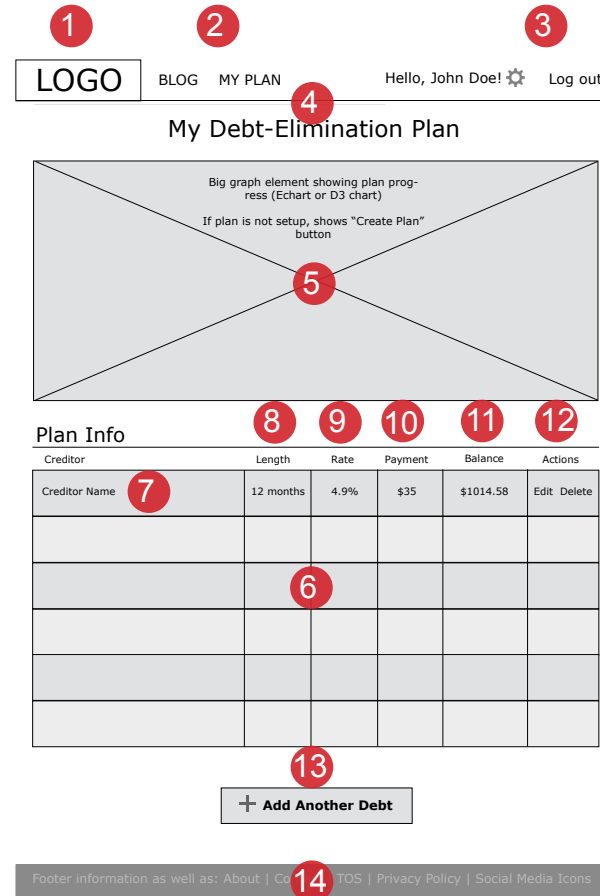 1 2 3
LOGO BLOG MY PLAN Hello, John Doe! Log out
4
My Debt-Elimination Plan
Big graph element showing plan prog-
ress (Echart or D3 chart)
If plan is not setup, shows “Create Plan”
button
5
8 9 10 11 12
Plan Info
Creditor Length Rate Payment Balance Actions
Creditor Name 7 12 months 4.9% $35 $1014.58 Edit Delete
6
13
+ Add Another Debt
Footer information as well as: About | 14 TOS | Privacy Policy | Social Media Icons